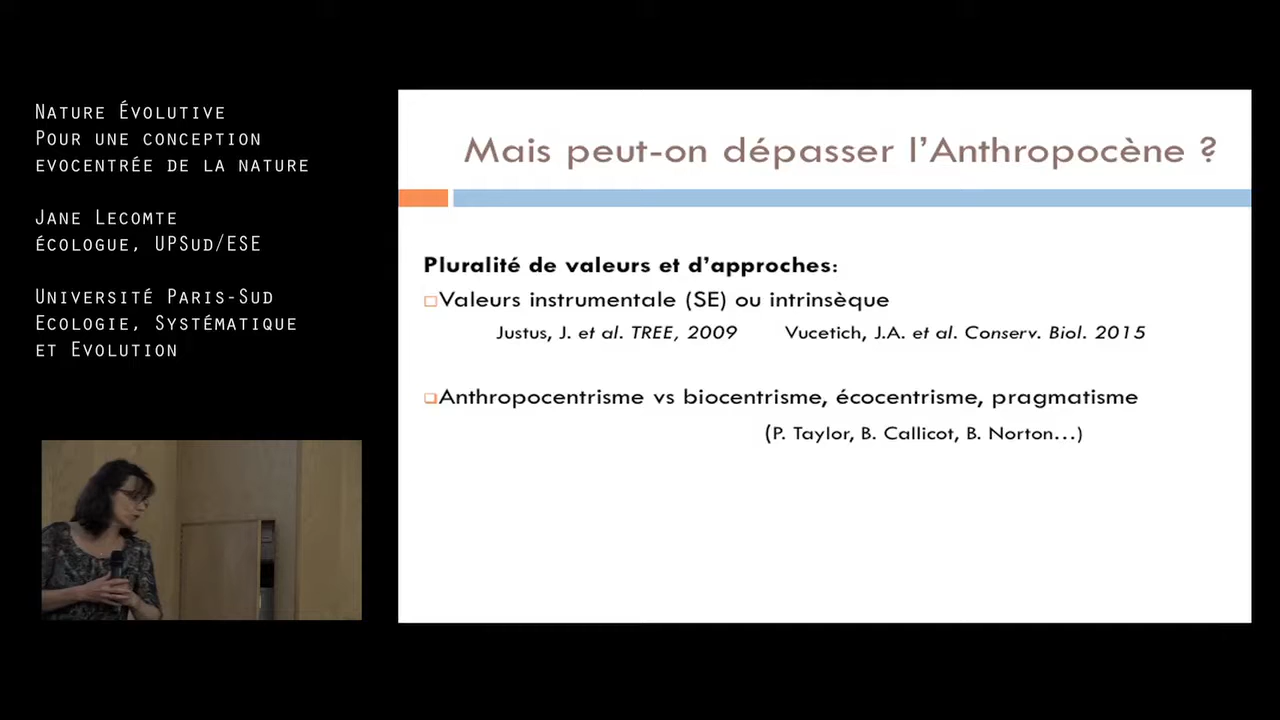 Nature Évolutive
Pour une conception
evocentrée de la nature
Jane Lecomte
écologue, UPSud/ESE
Université Paris-Sud
Ecologie, Systématique
et Evolution
Mais peut-on dépasser l'Anthropocène ?
Pluralité de valeurs et d'approches:
Valeurs instrumentale (SE) ou intrinsèque
Justus, J. et al. TREE, 2009 Vucetich, J.A. et al. Conserv. Biol. 2015
Anthropocentrisme vs biocentrisme, écocentrisme, pragmatisme
(P. Taylor, B. Callicot, B. Norton...)